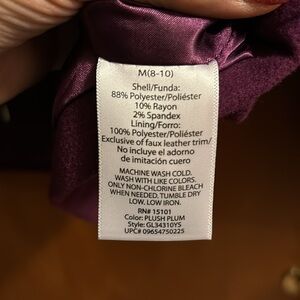 M(8-10)
Shell/Funda:
88% Polyester/Poliéster
10% Rayon
2% Spandex
Lining/Forro:
100% Polyester/Poliéster
Exclusive of faux leather trim/
No incluye el adorno
de imitación cuero
MACHINE WASH COLD.
WASH WITH LIKE COLORS.
ONLY NON-CHLORINE BLEACH
WHEN NEEDED, TUMBLE DRY
LOW, LOW IRON.
RN# 15101
Color: PLUSH PLUM
Style: GL34310YS
UPC# 09654750225